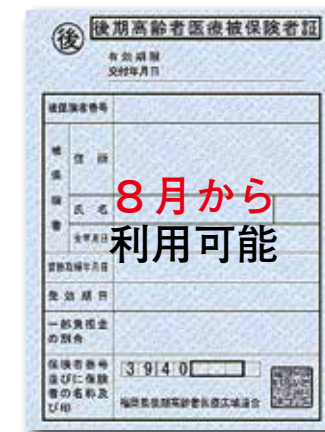 後 後期高齢者医療被保険者証
有効期限
交付年月日
被保険者番号
被保険者
住所
氏名
生年月日
資格取得年月日
発効期日
一部負担金の割合
保険者番号並びに保険者の名称及び印
3940
福岡県後期高齢者医療広域連合
8月から
利用可能